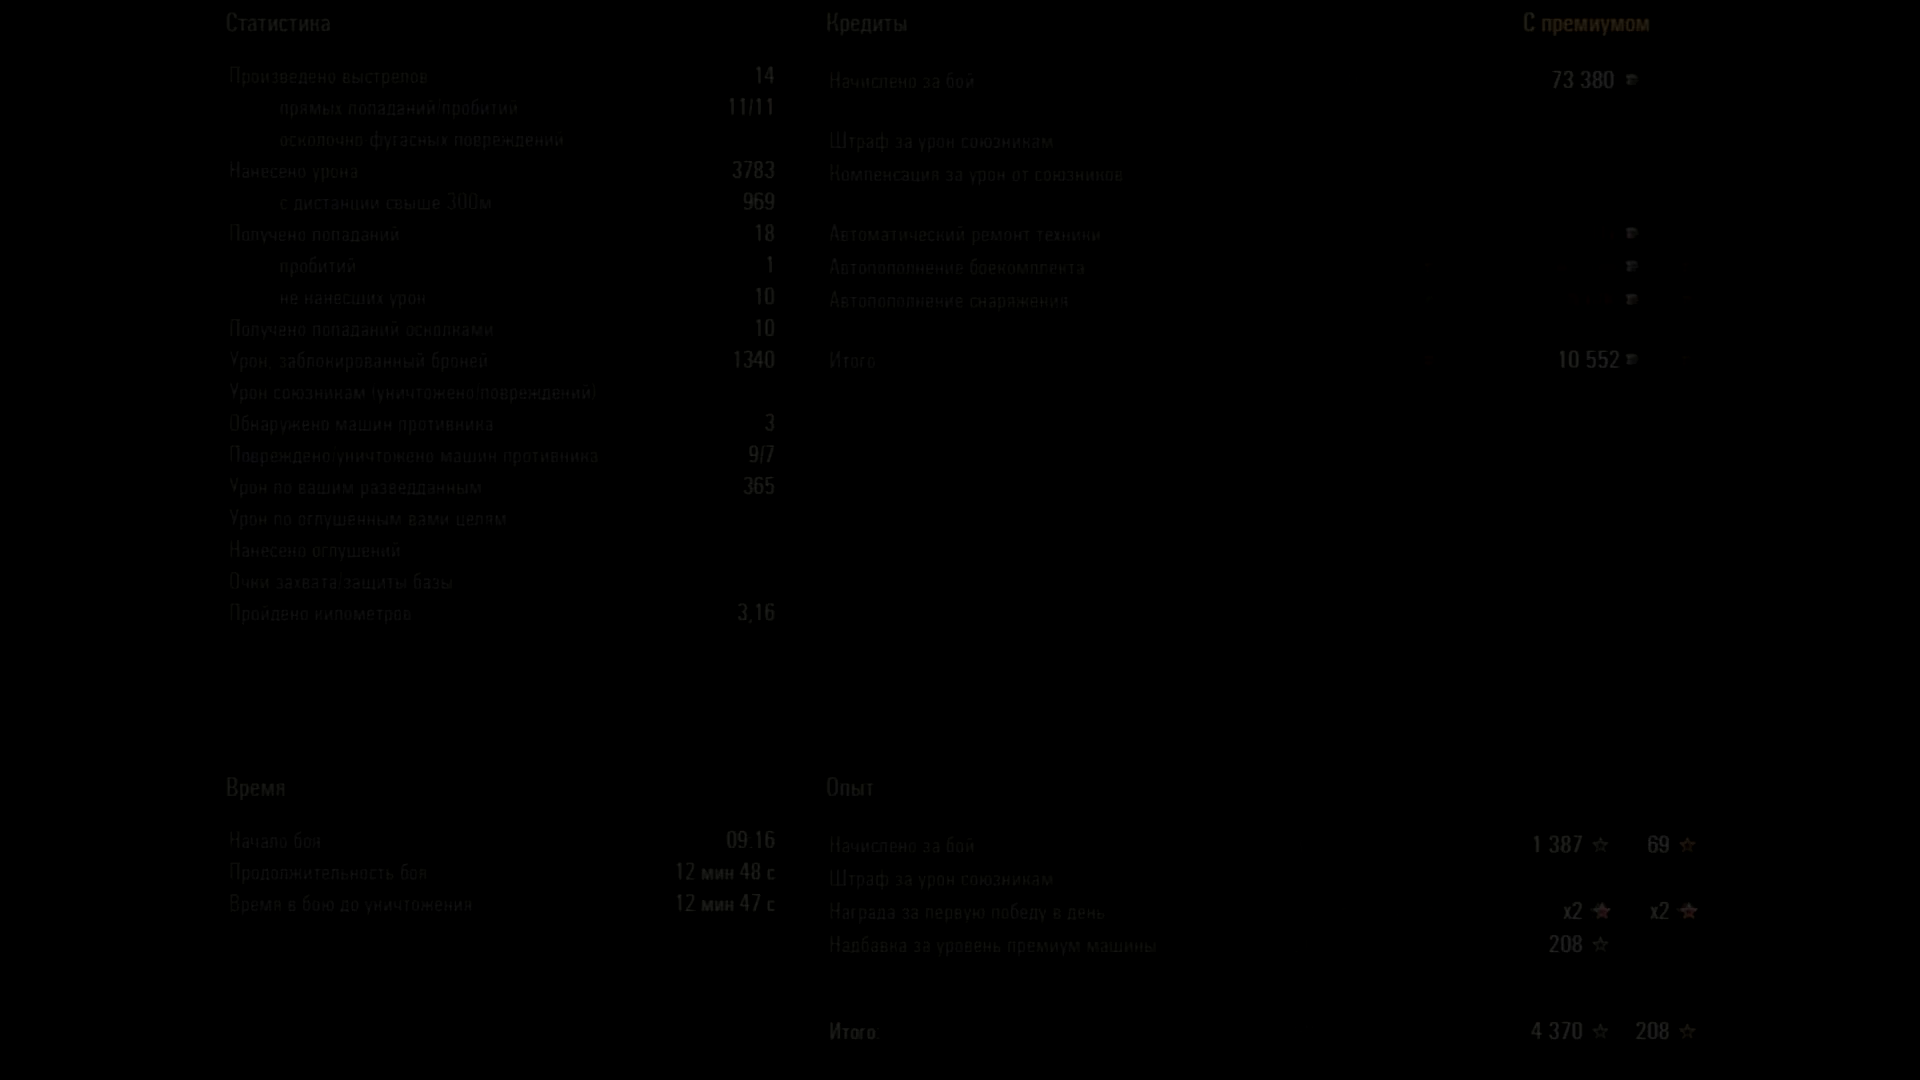 Статистика
Произведено выстрелов 14
прямых попаданий/пробитий 11/11
осколочно фугасных повреждений
Нанесено урона 3783
с дистанции свыше 300м 969
Получено попаданий 18
пробитий 1
не нанесших урон 10
Получено попаданий осколками 10
Урон, заблокированный броней 1340
Урон союзникам (уничтожено/повреждений)
Обнаружено машин противника 3
Повреждено/уничтожено машин противника 9/7
Урон по вашим разведданным 365
Урон по оглушенным вами целям
Нанесено оглушений
Очки захвата/защиты базы
Пройдено километров 3,16
Время
Начало боя 09:16
Продолжительность боя 12 мин 48 с
Время в бою до уничтожения 12 мин 47 с
Кредиты С премиумом
Начислено за бой 73 380
Штраф за урон союзникам
Компенсация за урон от союзников
Автоматический ремонт техники
Автопополнение боекомплекта
Автопополнение снаряжения
Итого 10 552
Опыт
Начислено за бой 1 387 69
Штраф за урон союзникам
Награда за первую победу в день x2 x2
Надбавка за уровень премиум машины 208
Итого: 4 370 208